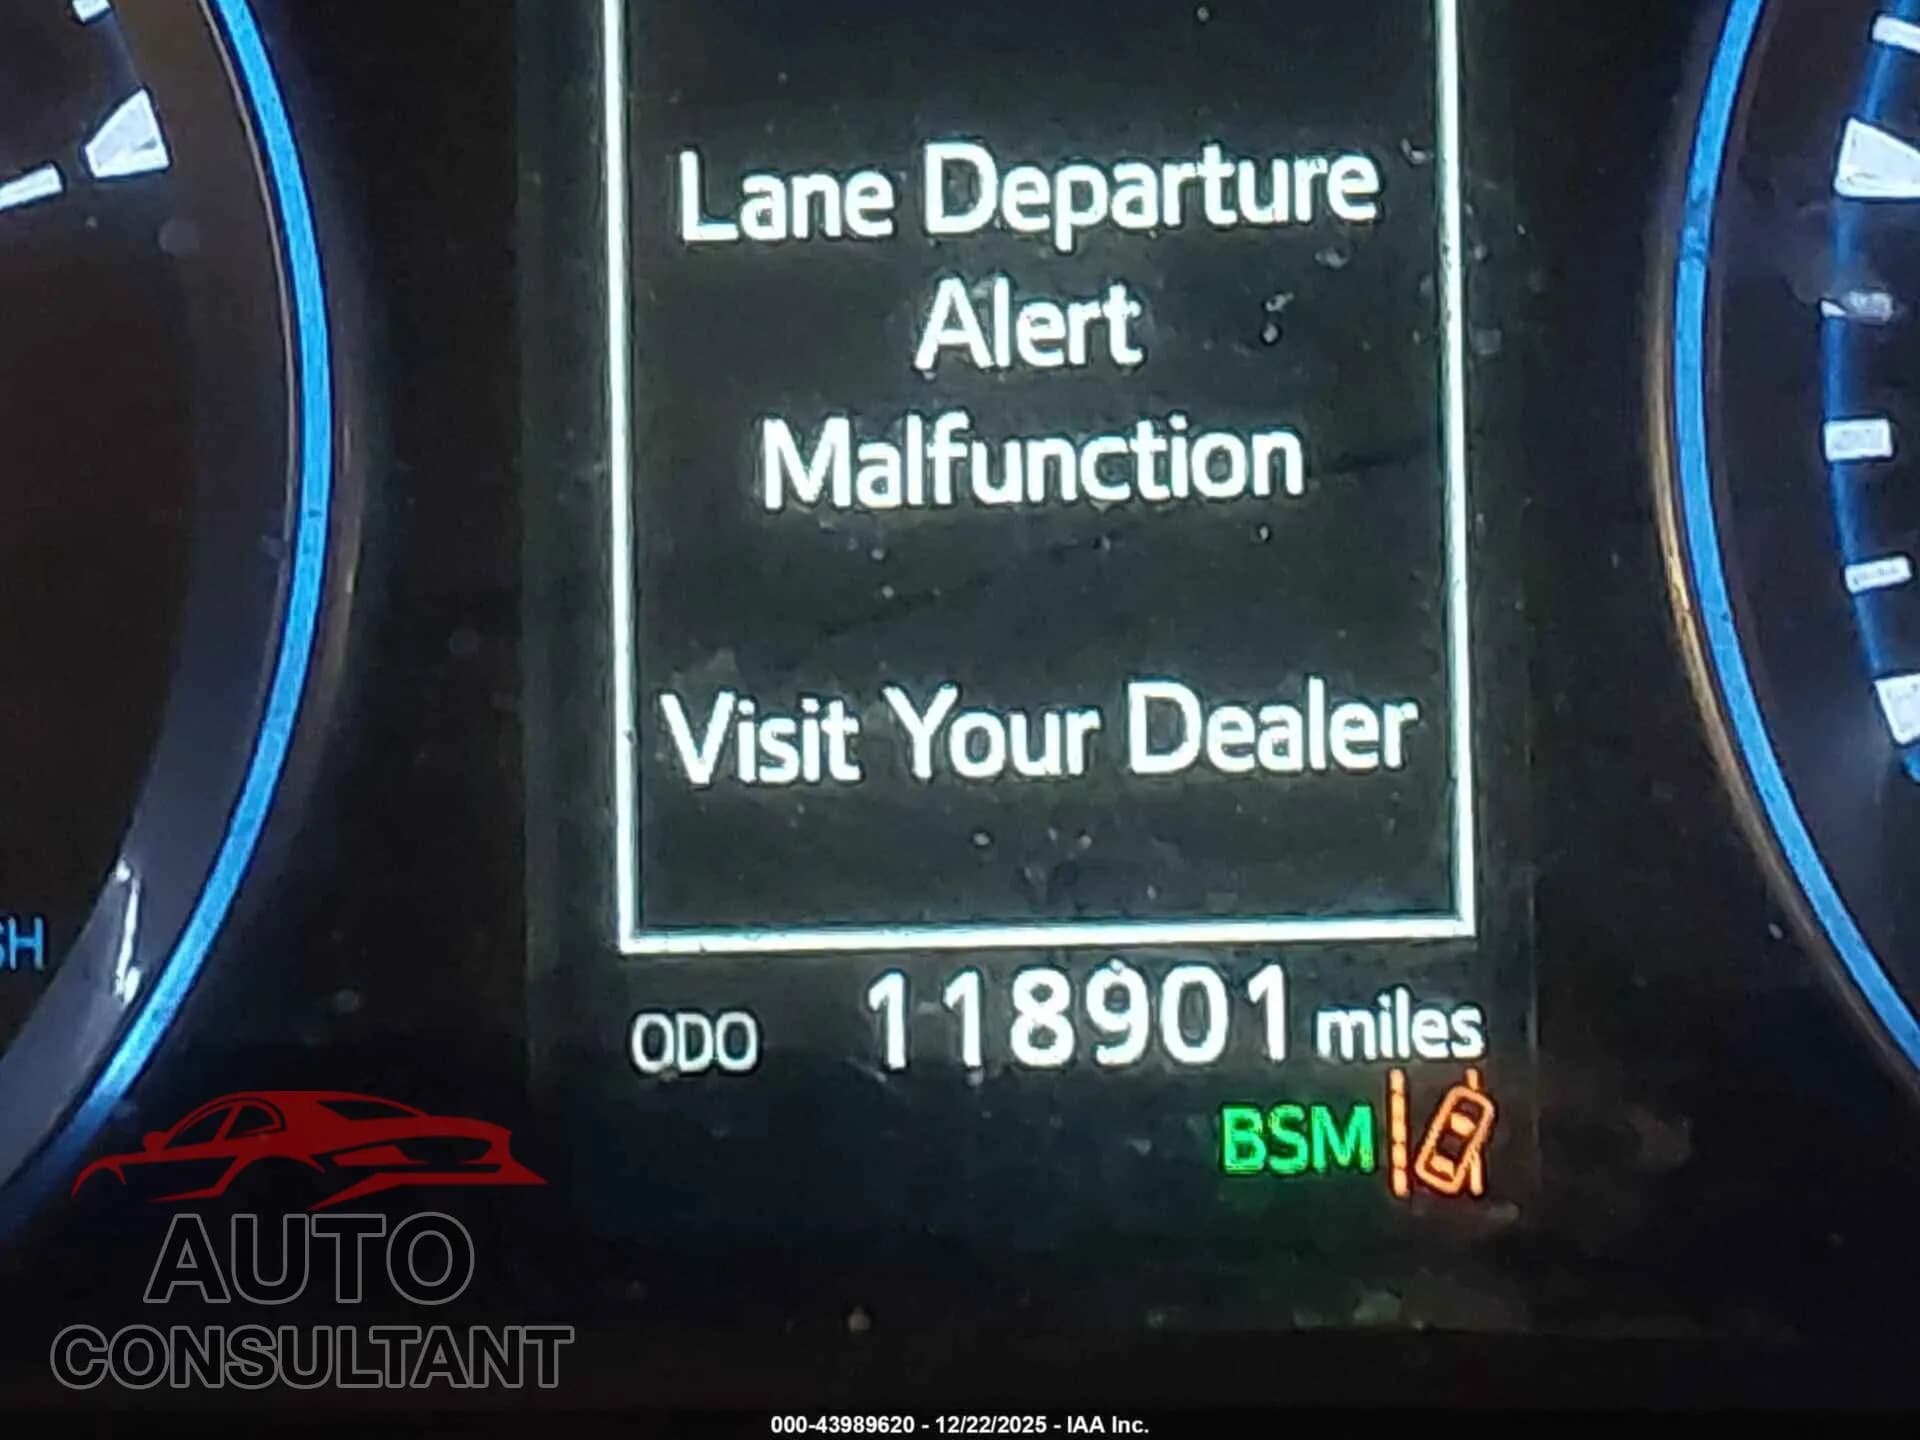 Lane Departure
Alert
Malfunction
Visit Your Dealer
ODO 118901 miles
BSM
SH
AUTO
CONSULTANT
000-43989620 - 12/22/2025 - IAA Inc.